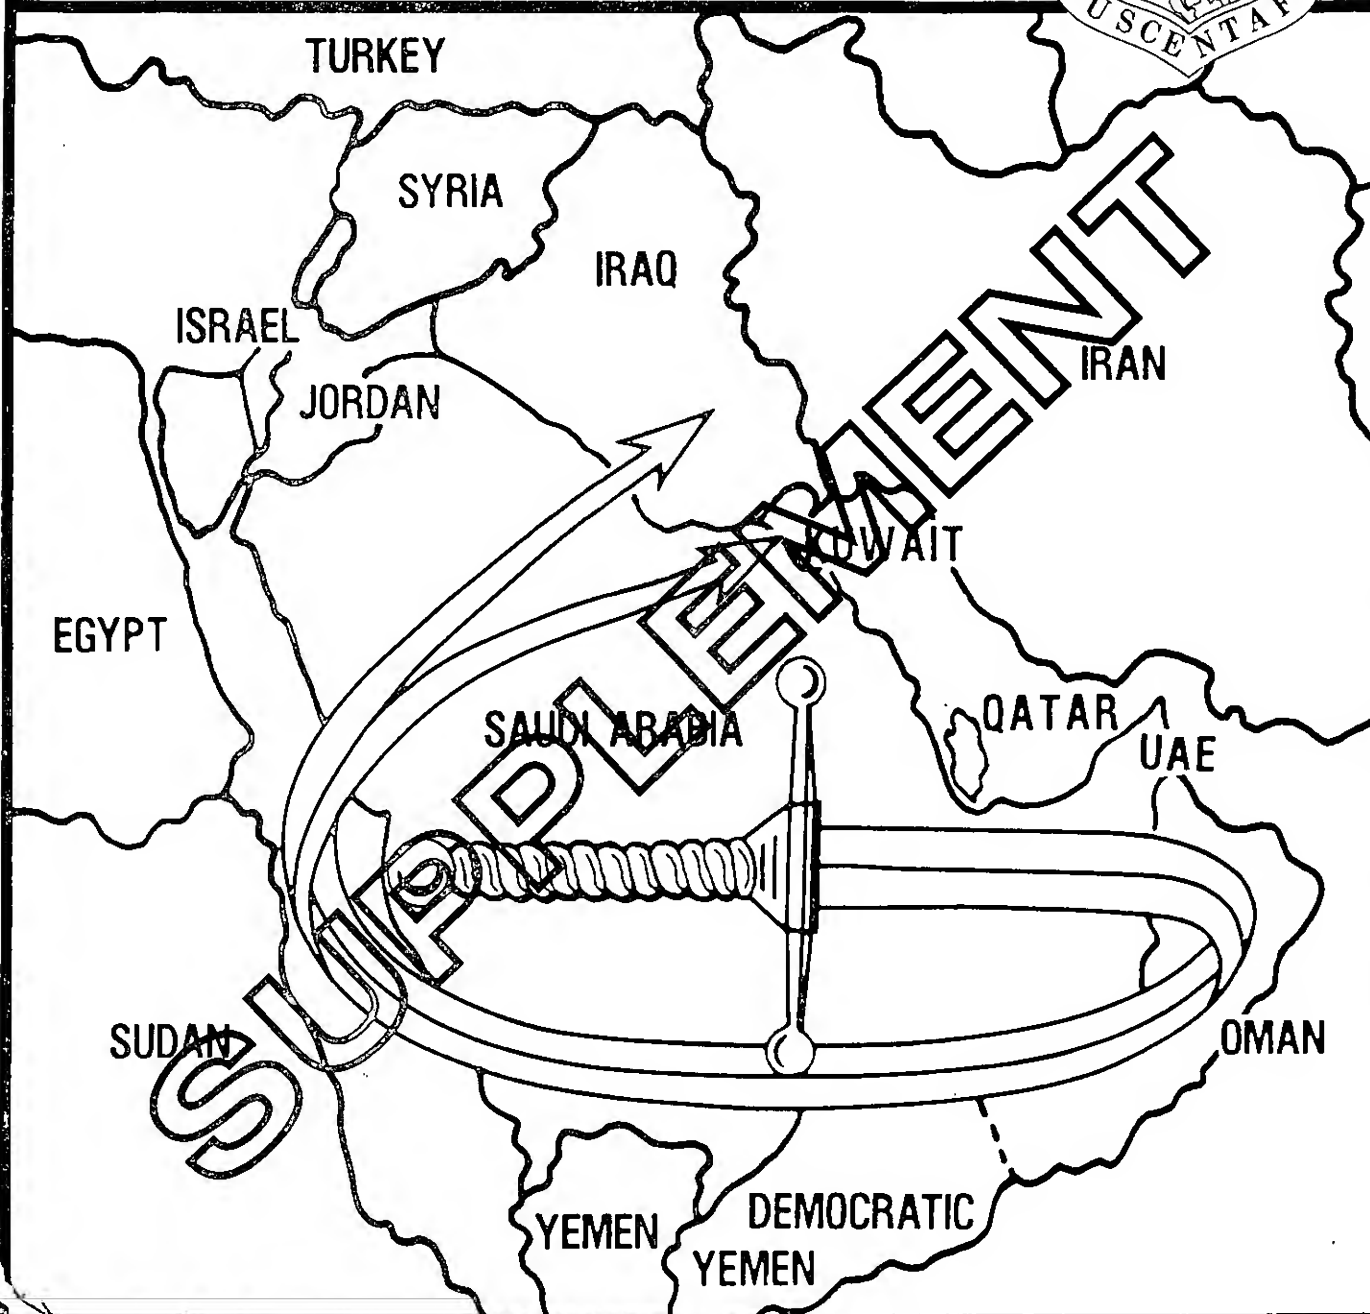 USCENTAF
TURKEY
SYRIA
IRAQ
ISRAEL
IRAN
JORDAN
KUWAIT
EGYPT
SAUDI ARABIA
QATAR
UAE
SUPPLEMENT
SUDAN
OMAN
YEMEN
DEMOCRATIC
YEMEN